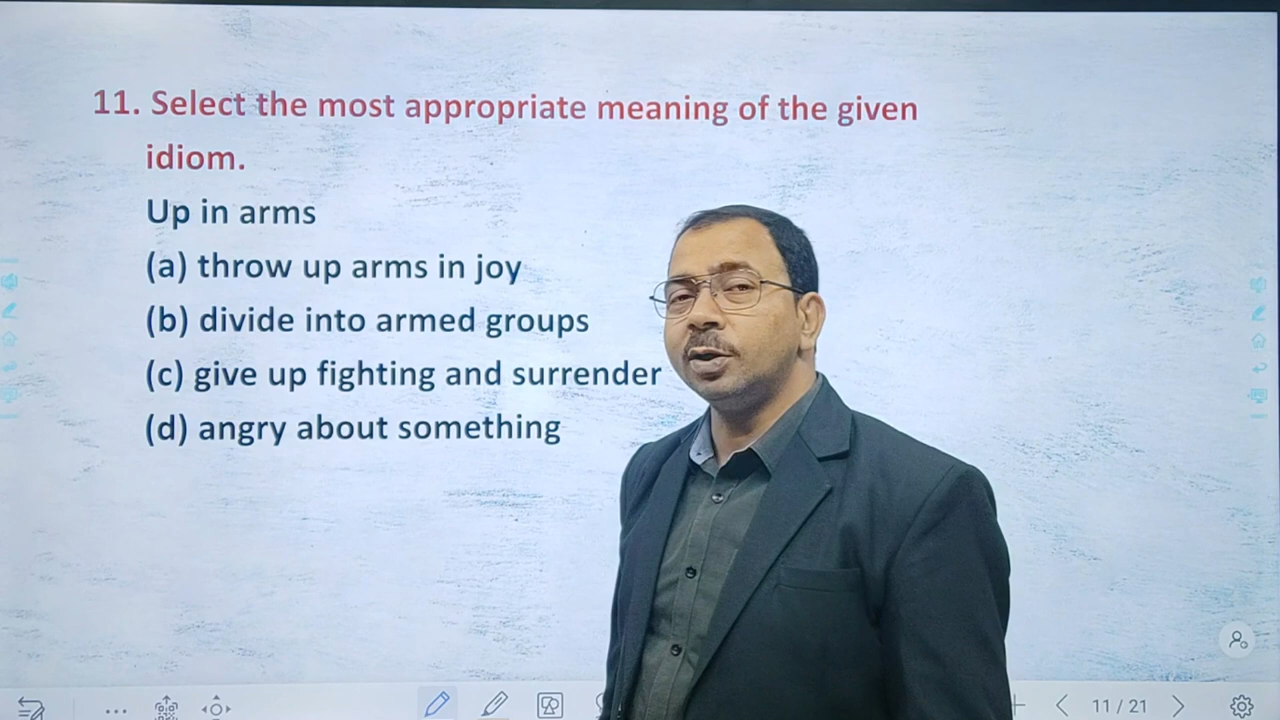 11. Select the most appropriate meaning of the given
idiom.
Up in arms
(a) throw up arms in joy
(b) divide into armed groups
(c) give up fighting and surrender
(d) angry about something
11 / 21